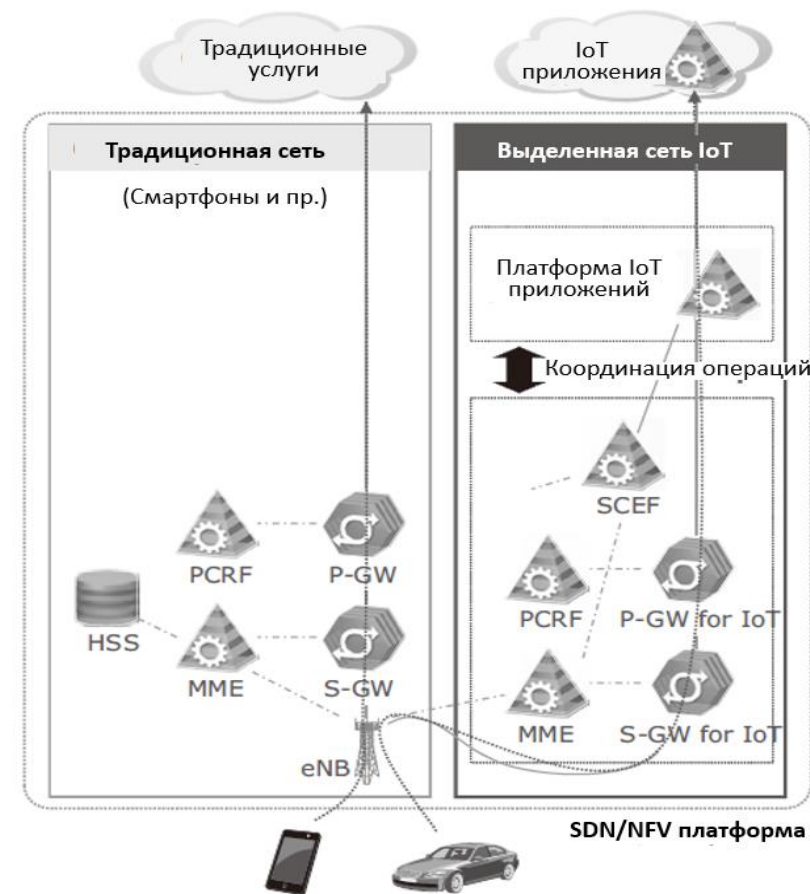 Традиционные
услуги
IoT
приложения
Традиционная сеть
(Смартфоны и пр.)
Выделенная сеть IoT
Платформа IoT
приложений
Координация операций
SCEF
PCRF
P-GW
PCRF
P-GW for IoT
HSS
MME
S-GW
MME
S-GW for IoT
eNB
SDN/NFV платформа